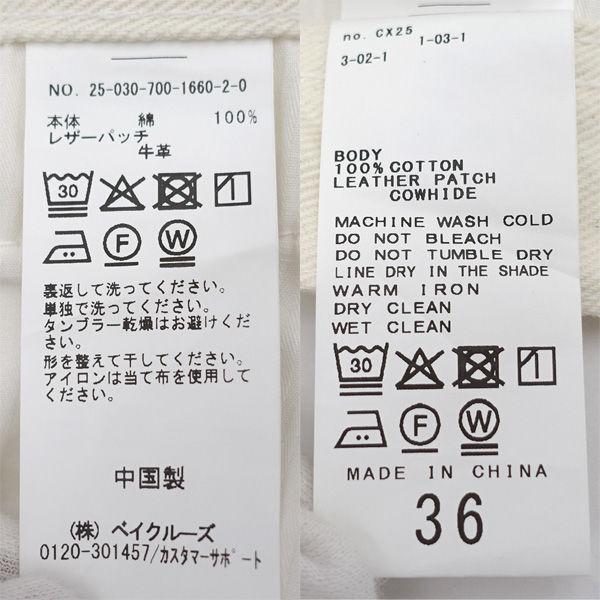 NO. 25-030-700-1660-2-0
本体 綿 100%
レザーパッチ
牛革
30
F
W
裏返して洗ってください。
単独で洗ってください。
タンブラー乾燥はお避けくだ
さい。
形を整えて干してください。
アイロンは当て布を使用して
ください。
中国製
(株) ベイクルーズ
0120-301457/カスタマーサポート
no. CX25
1-03-1
3-02-1
BODY
100% COTTON
LEATHER PATCH
COWHIDE
MACHINE WASH COLD
DO NOT BLEACH
DO NOT TUMBLE DRY
LINE DRY IN THE SHADE
WARM IRON
DRY CLEAN
WET CLEAN
30
F
W
MADE IN CHINA
36